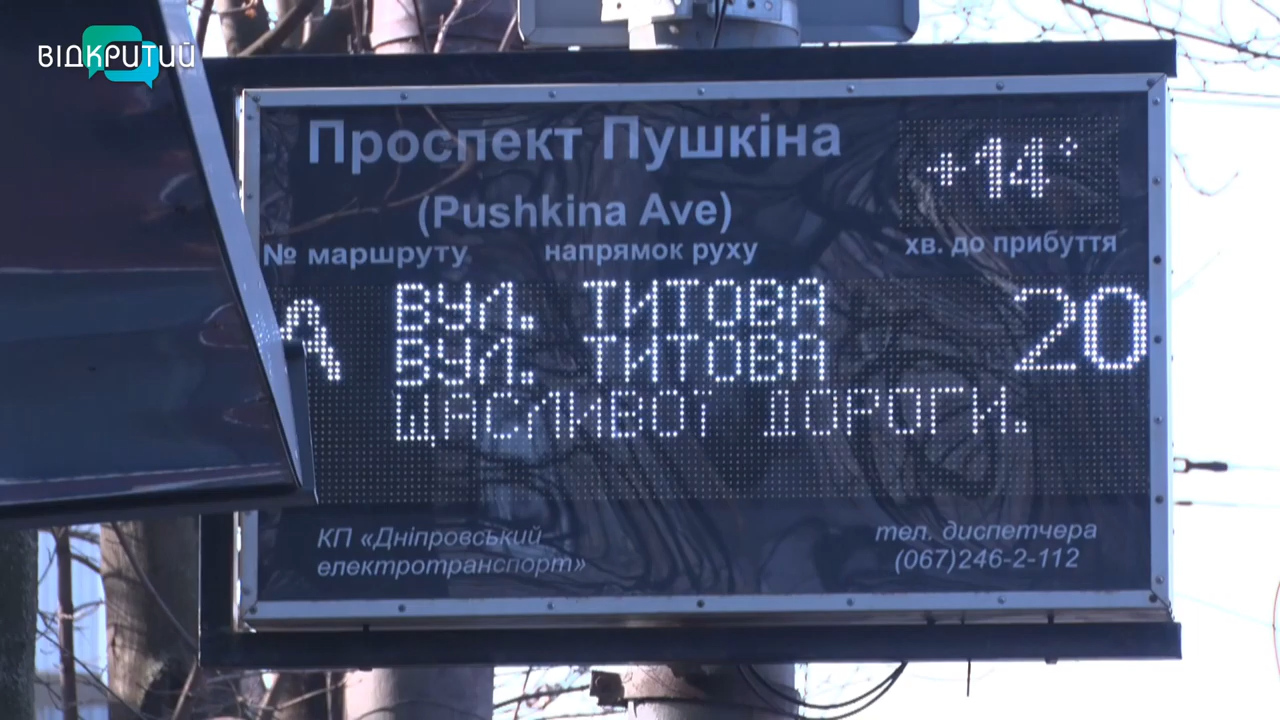 ВІДКРИТИЙ
Проспект Пушкіна
+14°
(Pushkina Ave)
№ маршруту напрямок руху хв. до прибуття
А ВУЛ. ТИТОВА 20
ВУЛ. ТИТОВА
ЩАСЛИВОЇ ДОРОГИ.
КП «Дніпровський
електротранспорт»
тел. диспетчера
(067)246-2-112